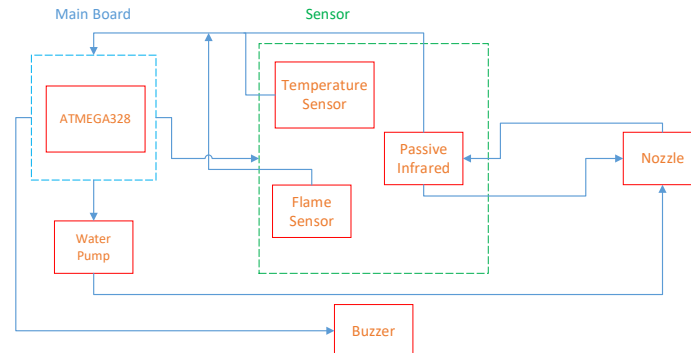 Main Board
Sensor
Temperature
Sensor
ATMEGA328
Passive
Infrared
Nozzle
Flame
Sensor
Water
Pump
Buzzer